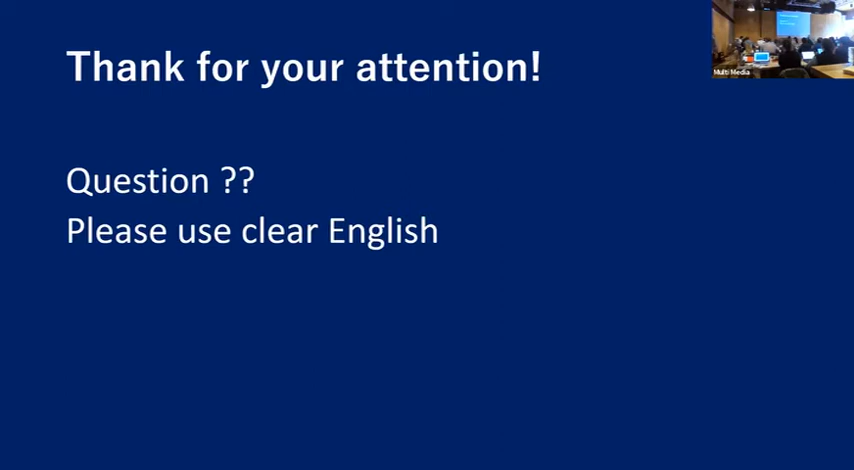 Thank for your attention!
Question ??
Please use clear English
Multi Media